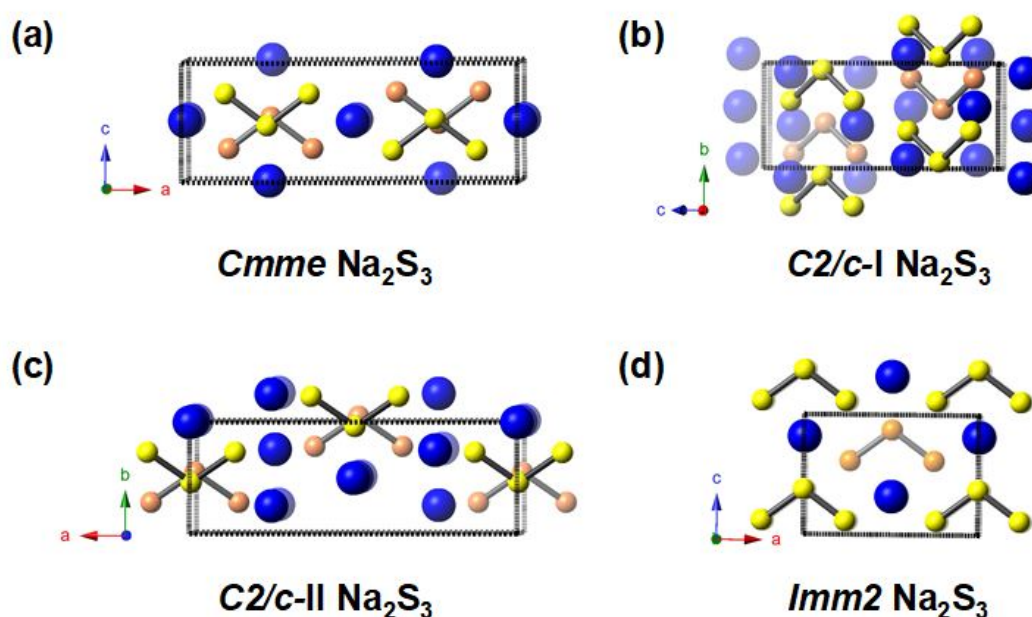 (a)
c
a
Cmme Na₂S₃
(b)
b
c
C2/c-I Na₂S₃
(c)
b
a
C2/c-II Na₂S₃
(d)
c
a
Imm2 Na₂S₃